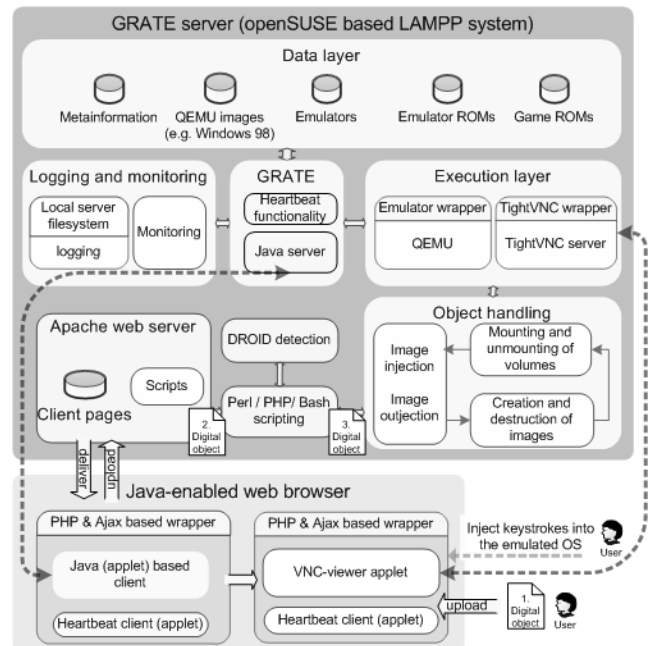 GRATE server (openSUSE based LAMPP system)
Data layer
Metainformation
QEMU images
(e.g. Windows 98)
Emulators
Emulator ROMs
Game ROMs
Logging and monitoring
Local server
filesystem
logging
Monitoring
GRATE
Heartbeat
functionality
Java server
Execution layer
Emulator wrapper
QEMU
TightVNC wrapper
TightVNC server
Apache web server
Client pages
Scripts
DROID detection
Perl / PHP/ Bash
scripting
2.
Digital
object
3.
Digital
object
Object handling
Image
injection
Image
outjection
Mounting and
unmounting of
volumes
Creation and
destruction of
images
deliver
upload
Java-enabled web browser
PHP & Ajax based wrapper
Java (applet) based
client
Heartbeat client (applet)
PHP & Ajax based wrapper
VNC-viewer applet
Heartbeat client (applet)
Inject keystrokes into
the emulated OS
User
upload
1.
Digital
object
User